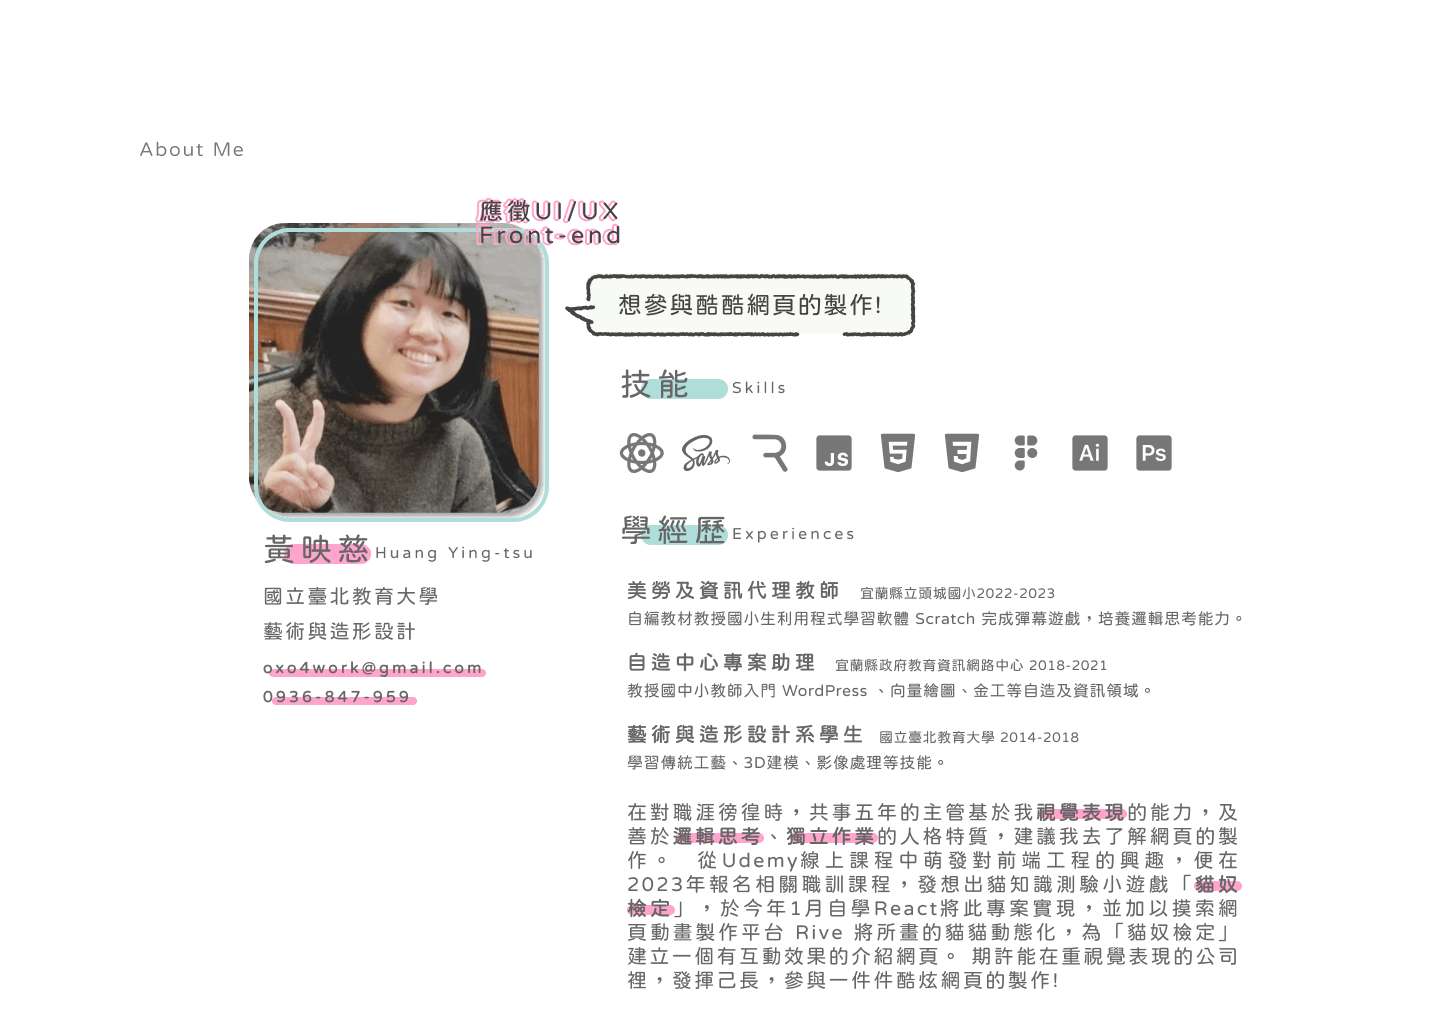 About Me
應徵UI/UX
Front-end
想參與酷酷網頁的製作!
技能 Skills
Sass
JS
5
3
Ai
Ps
黃映慈 Huang Ying-tsu
國立臺北教育大學
藝術與造形設計
oxo4work@gmail.com
0936-847-959
學經歷 Experiences
美勞及資訊代理教師 宜蘭縣立頭城國小2022-2023
自編教材教授國小生利用程式學習軟體 Scratch 完成彈幕遊戲，培養邏輯思考能力。
自造中心專案助理 宜蘭縣政府教育資訊網路中心 2018-2021
教授國中小教師入門 WordPress 、向量繪圖、金工等自造及資訊領域。
藝術與造形設計系學生 國立臺北教育大學 2014-2018
學習傳統工藝、3D建模、影像處理等技能。
在對職涯徬徨時，共事五年的主管基於我視覺表現的能力，及
善於邏輯思考、獨立作業的人格特質，建議我去了解網頁的製
作。 從Udemy線上課程中萌發對前端工程的興趣，便在
2023年報名相關職訓課程，發想出貓知識測驗小遊戲「貓奴
檢定」，於今年1月自學React將此專案實現，並加以摸索網
頁動畫製作平台 Rive 將所畫的貓貓動態化，為「貓奴檢定」
建立一個有互動效果的介紹網頁。 期許能在重視覺表現的公司
裡，發揮己長，參與一件件酷炫網頁的製作!